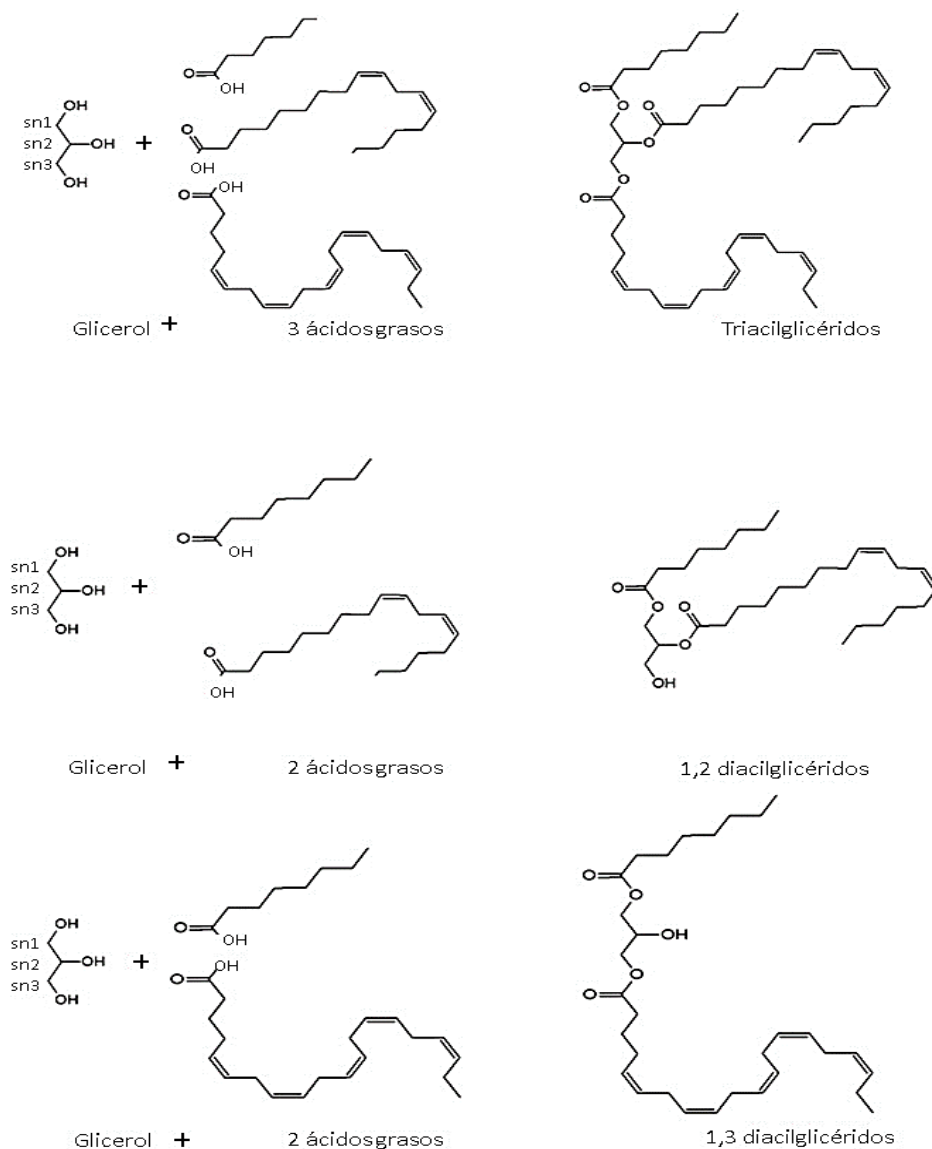 O
OH
OH
sn1
sn2
OH
sn3
OH
+
O
OH
O
OH
O
O
O
O
O
O
Glicerol + 3 ácidosgrasos
Triacilglicéridos
O
OH
OH
sn1
sn2
OH
sn3
OH
+
O
OH
O
O
O
O
OH
Glicerol + 2 ácidosgrasos
1,2 diacilglicéridos
O
OH
OH
sn1
sn2
OH
sn3
OH
+
O
OH
O
O
OH
O
O
Glicerol + 2 ácidosgrasos
1,3 diacilglicéridos